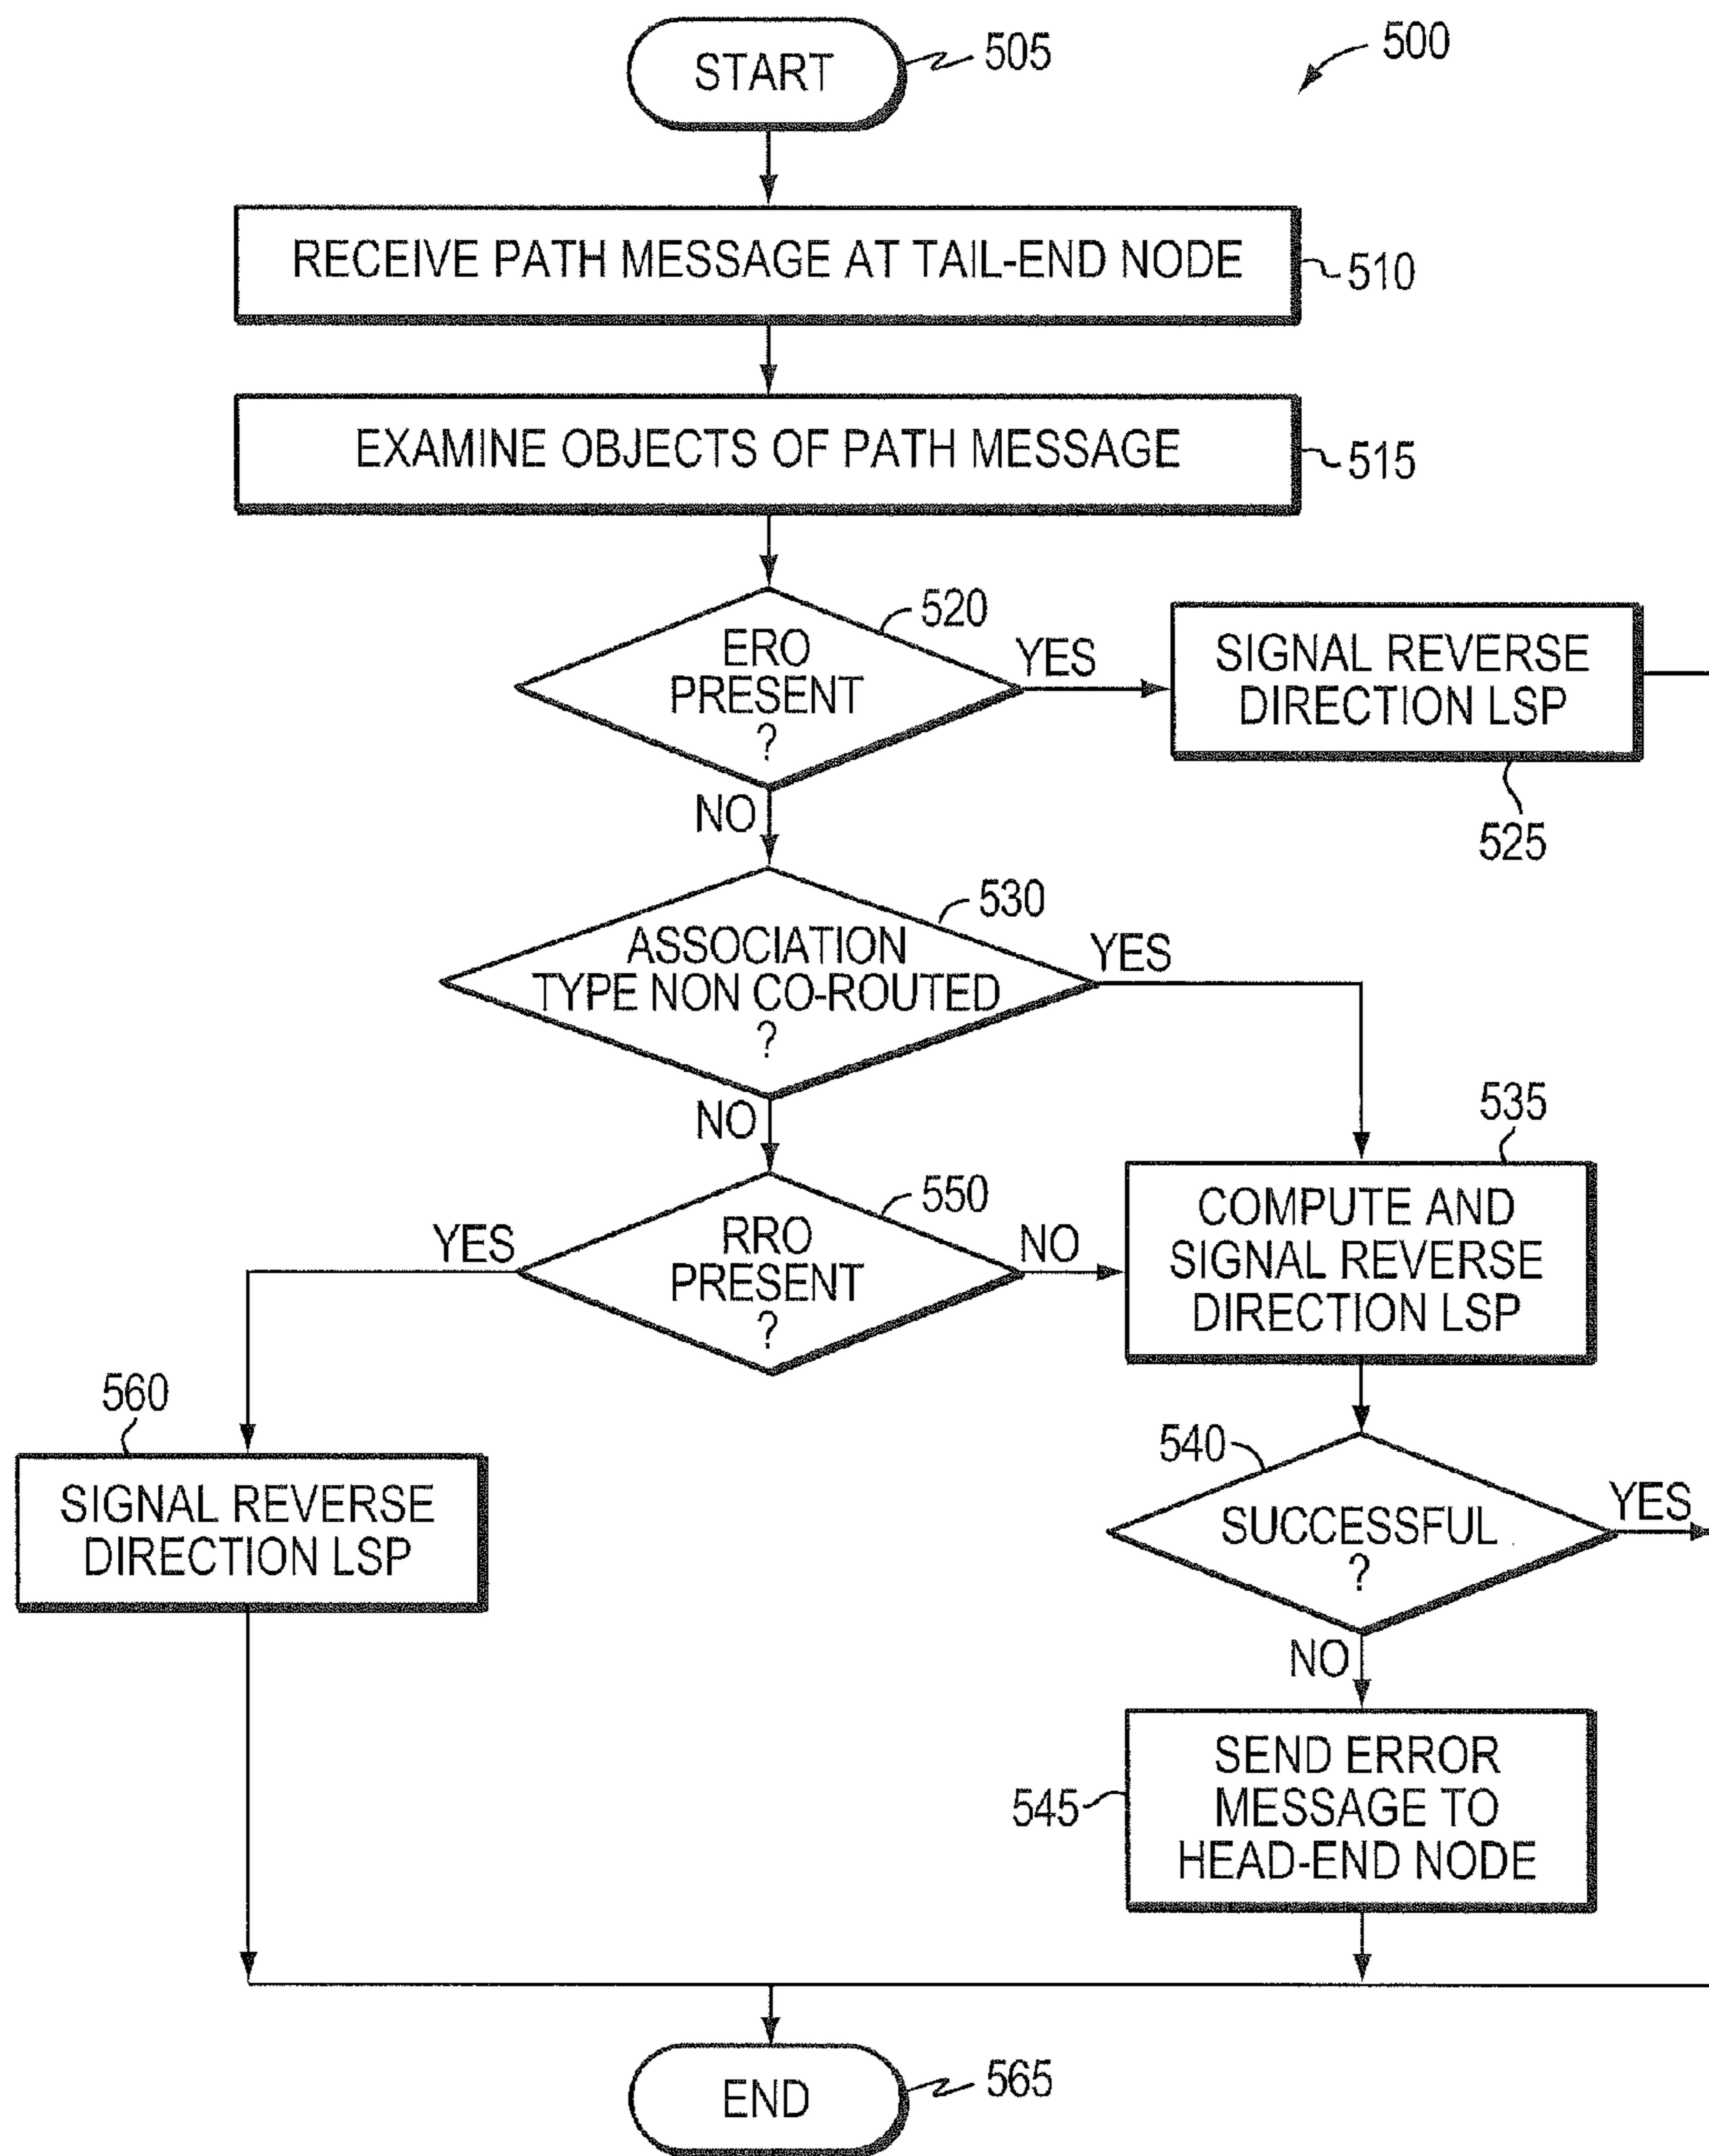 START
505
500
RECEIVE PATH MESSAGE AT TAIL-END NODE
510
EXAMINE OBJECTS OF PATH MESSAGE
515
520
ERO
PRESENT
?
YES
SIGNAL REVERSE
DIRECTION LSP
525
NO
530
ASSOCIATION
TYPE NON CO-ROUTED
?
YES
NO
535
COMPUTE AND
SIGNAL REVERSE
DIRECTION LSP
550
RRO
PRESENT
?
YES
NO
560
SIGNAL REVERSE
DIRECTION LSP
540
SUCCESSFUL
?
YES
NO
545
SEND ERROR
MESSAGE TO
HEAD-END NODE
END
565